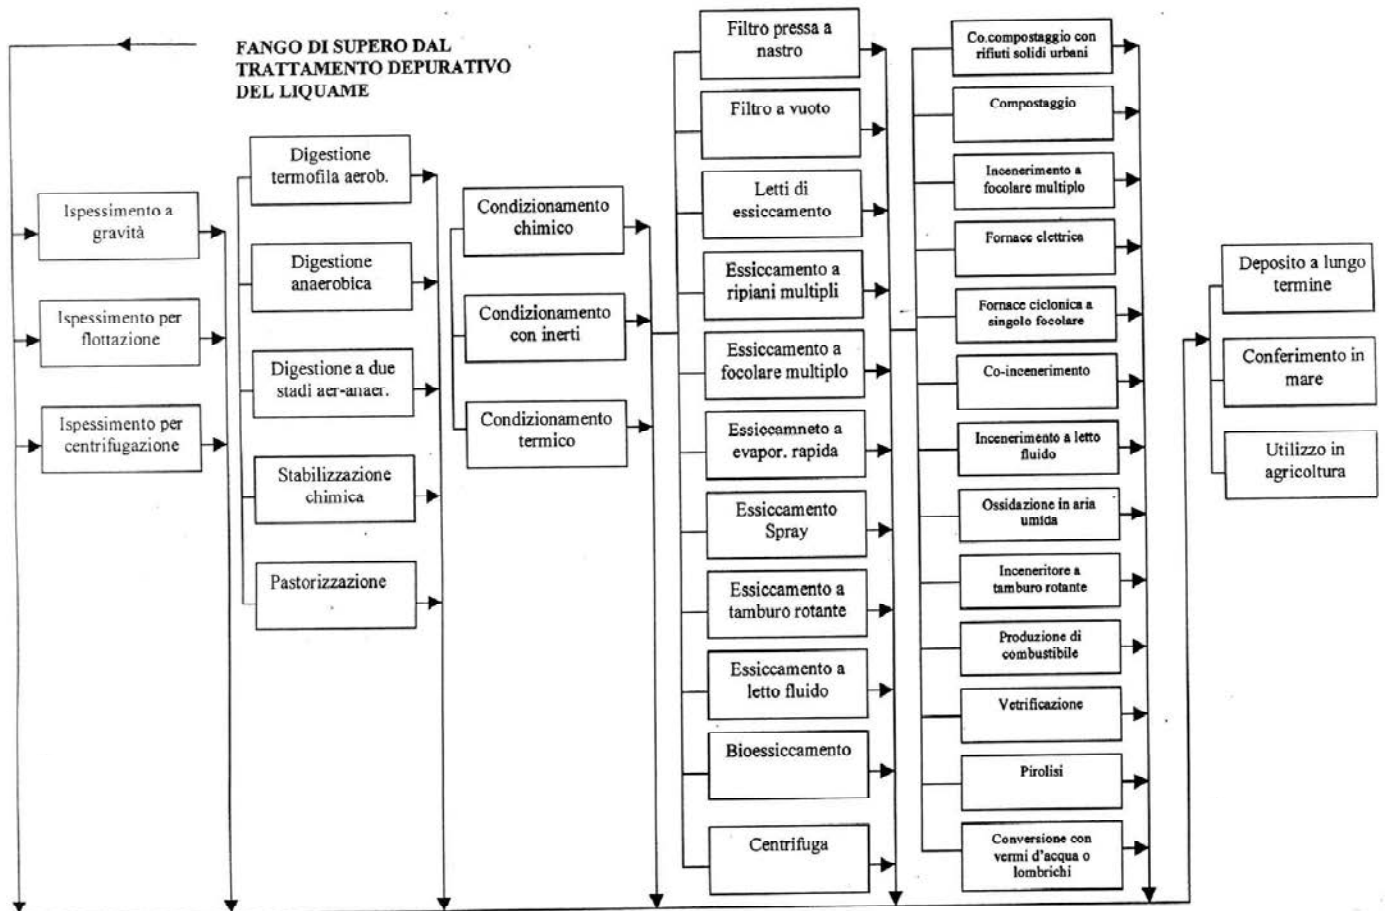 FANGO DI SUPERO DAL
TRATTAMENTO DEPURATIVO
DEL LIQUAME
Ispessimento a
gravità
Ispessimento per
flottazione
Ispessimento per
centrifugazione
Digestione
termofila aerob.
Digestione
anaerobica
Digestione a due
stadi aer-anaer.
Stabilizzazione
chimica
Pastorizzazione
Condizionamento
chimico
Condizionamento
con inerti
Condizionamento
termico
Filtro pressa a
nastro
Filtro a vuoto
Letti di
essiccamento
Essiccamento a
ripiani multipli
Essiccamento a
focolare multiplo
Essiccamneto a
evapor. rapida
Essiccamento
Spray
Essiccamento a
tamburo rotante
Essiccamento a
letto fluido
Bioessiccamento
Centrifuga
Co.compostaggio con
rifiuti solidi urbani
Compostaggio
Incenerimento a
focolare multiplo
Fornace elettrica
Fornace ciclonica a
singolo focolare
Co-incenerimento
Incenerimento a letto
fluido
Ossidazione in aria
umida
Inceneritore a
tamburo rotante
Produzione di
combustibile
Vetrificazione
Pirolisi
Conversione con
vermi d'acqua o
lombrichi
Deposito a lungo
termine
Conferimento in
mare
Utilizzo in
agricoltura